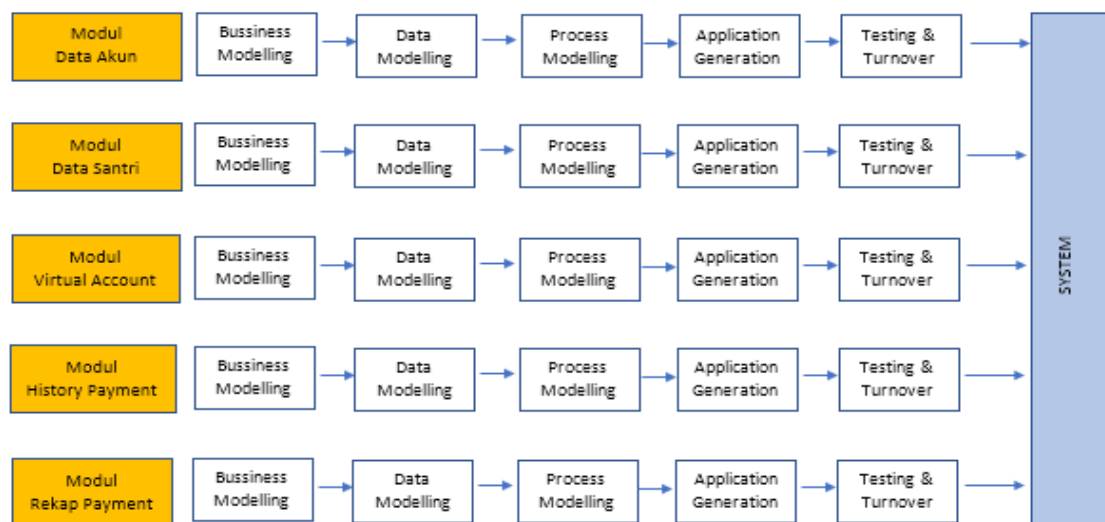 Modul
Data Akun
Bussiness
Modelling
Data
Modelling
Process
Modelling
Application
Generation
Testing &
Turnover
Modul
Data Santri
Bussiness
Modelling
Data
Modelling
Process
Modelling
Application
Generation
Testing &
Turnover
Modul
Virtual Account
Bussiness
Modelling
Data
Modelling
Process
Modelling
Application
Generation
Testing &
Turnover
Modul
History Payment
Bussiness
Modelling
Data
Modelling
Process
Modelling
Application
Generation
Testing &
Turnover
Modul
Rekap Payment
Bussiness
Modelling
Data
Modelling
Process
Modelling
Application
Generation
Testing &
Turnover
SYSTEM